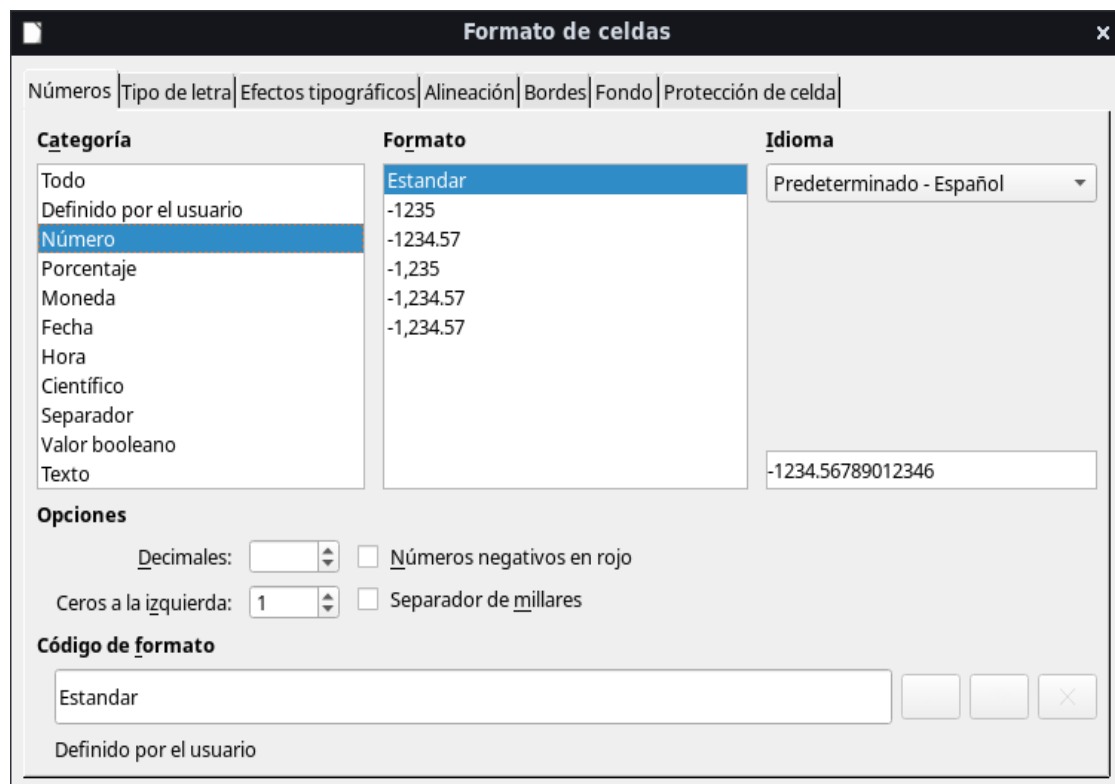 Formato de celdas
Números Tipo de letra Efectos tipográficos Alineación Bordes Fondo Protección de celda
Categoría
Todo
Definido por el usuario
Número
Porcentaje
Moneda
Fecha
Hora
Científico
Separador
Valor booleano
Texto
Formato
Estandar
-1235
-1234.57
-1,235
-1,234.57
-1,234.57
Idioma
Predeterminado - Español
-1234.56789012346
Opciones
Decimales:
Números negativos en rojo
Ceros a la izquierda: 1
Separador de millares
Código de formato
Estandar
Definido por el usuario